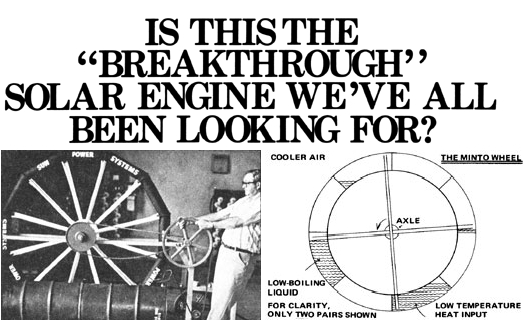 IS THIS THE
“BREAKTHROUGH”
SOLAR ENGINE WE’VE ALL
BEEN LOOKING FOR?
SUN
POWER
SYSTEMS
POWER
COOLER AIR
THE MINTO WHEEL
AXLE
LOW-BOILING
LIQUID
FOR CLARITY,
ONLY TWO PAIRS SHOWN
LOW TEMPERATURE
HEAT INPUT